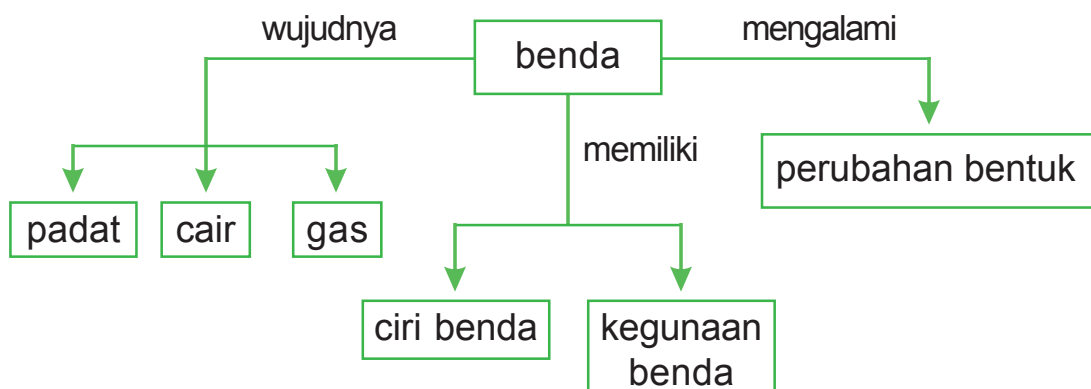 wujudnya
benda
mengalami
memiliki
perubahan bentuk
padat
cair
gas
ciri benda
kegunaan
benda